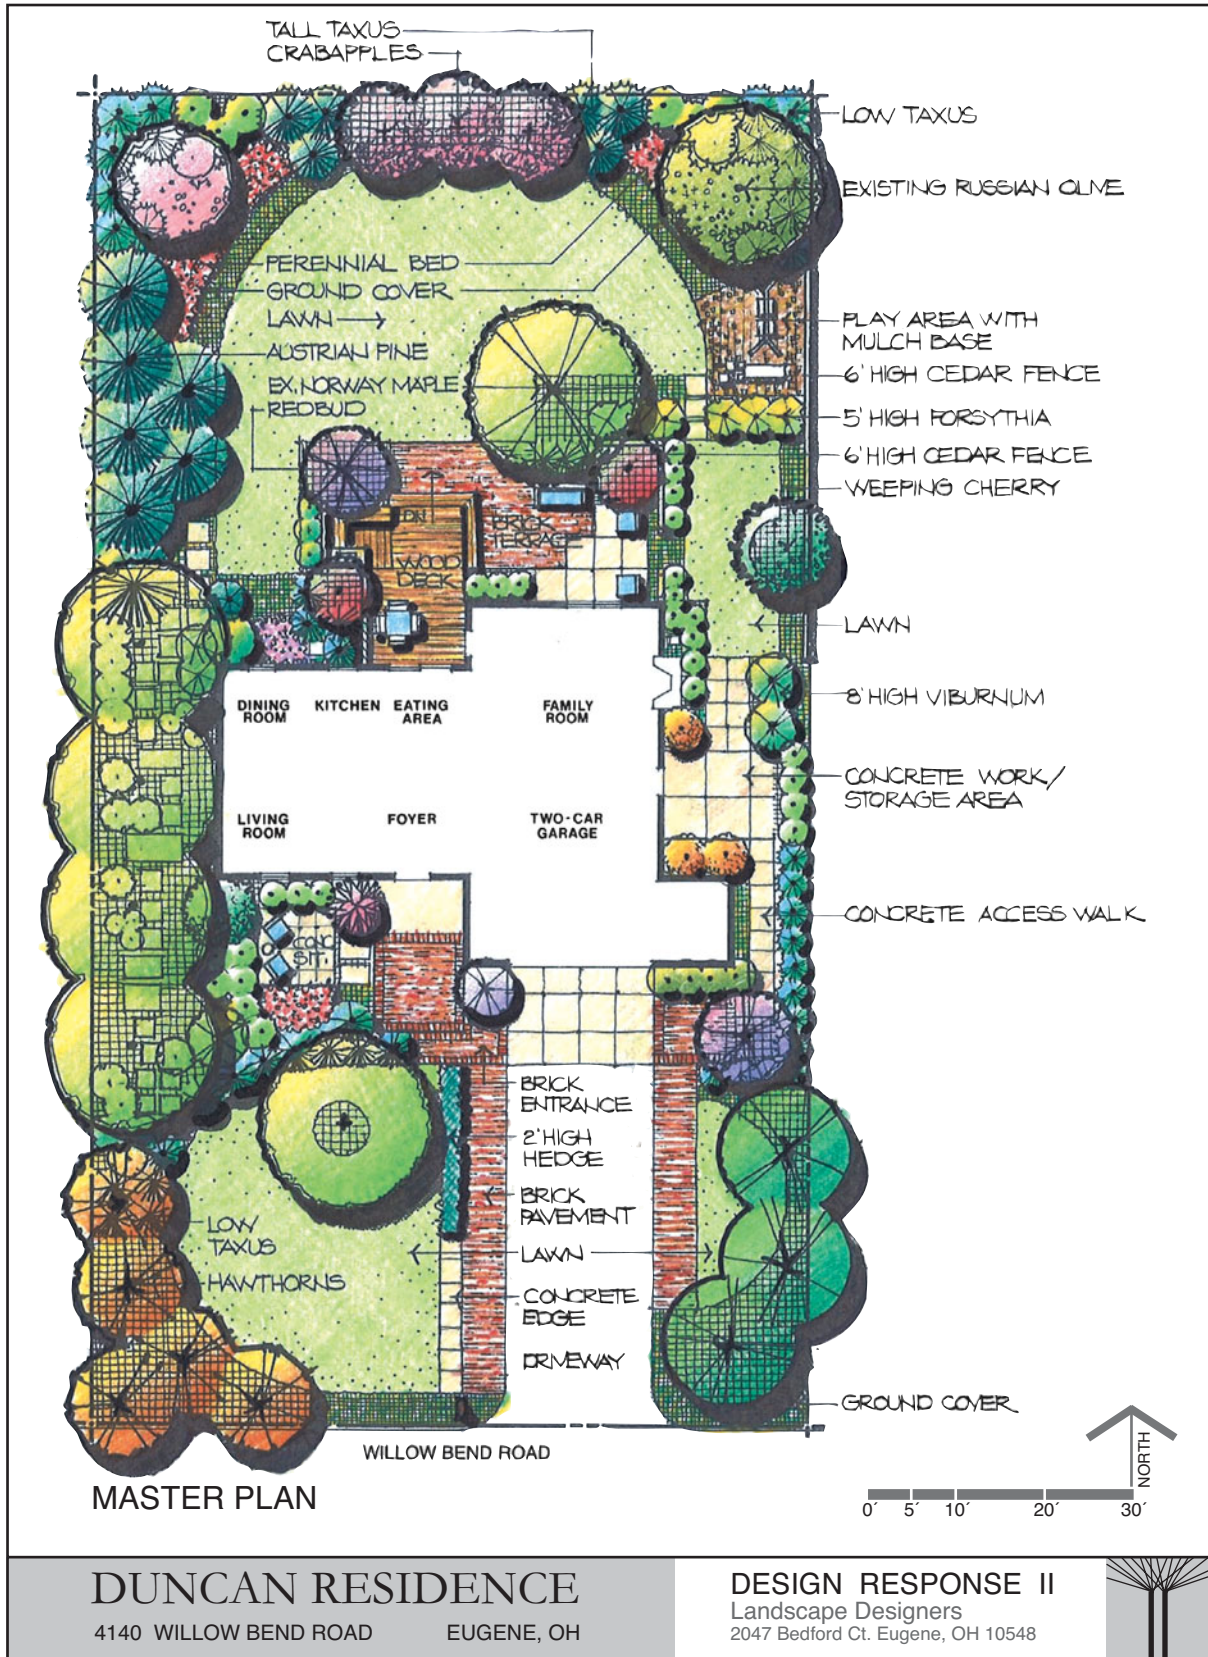 TALL TAXUS
CRABAPPLES
LOW TAXUS
EXISTING RUSSIAN OLIVE
PERENNIAL BED
GROUND COVER
LAWN
AUSTRIAN PINE
EX. NORWAY MAPLE
REDBUD
PLAY AREA WITH
MULCH BASE
6' HIGH CEDAR FENCE
5' HIGH FORSYTHIA
6' HIGH CEDAR FENCE
WEEPING CHERRY
DN
BRICK
TERRACE
WOOD
DECK
LAWN
8' HIGH VIBURNUM
DINING
ROOM
KITCHEN
EATING
AREA
FAMILY
ROOM
CONCRETE WORK/
STORAGE AREA
LIVING
ROOM
FOYER
TWO-CAR
GARAGE
CONCRETE ACCESS WALK
CONC
SIT.
BRICK
ENTRANCE
2' HIGH
HEDGE
BRICK
PAVEMENT
LOW
TAXUS
LAWN
HAWTHORNS
CONCRETE
EDGE
DRIVEWAY
GROUND COVER
WILLOW BEND ROAD
NORTH
MASTER PLAN
0´ 5´ 10´ 20´ 30´
DUNCAN RESIDENCE
4140 WILLOW BEND ROAD EUGENE, OH
DESIGN RESPONSE II
Landscape Designers
2047 Bedford Ct. Eugene, OH 10548